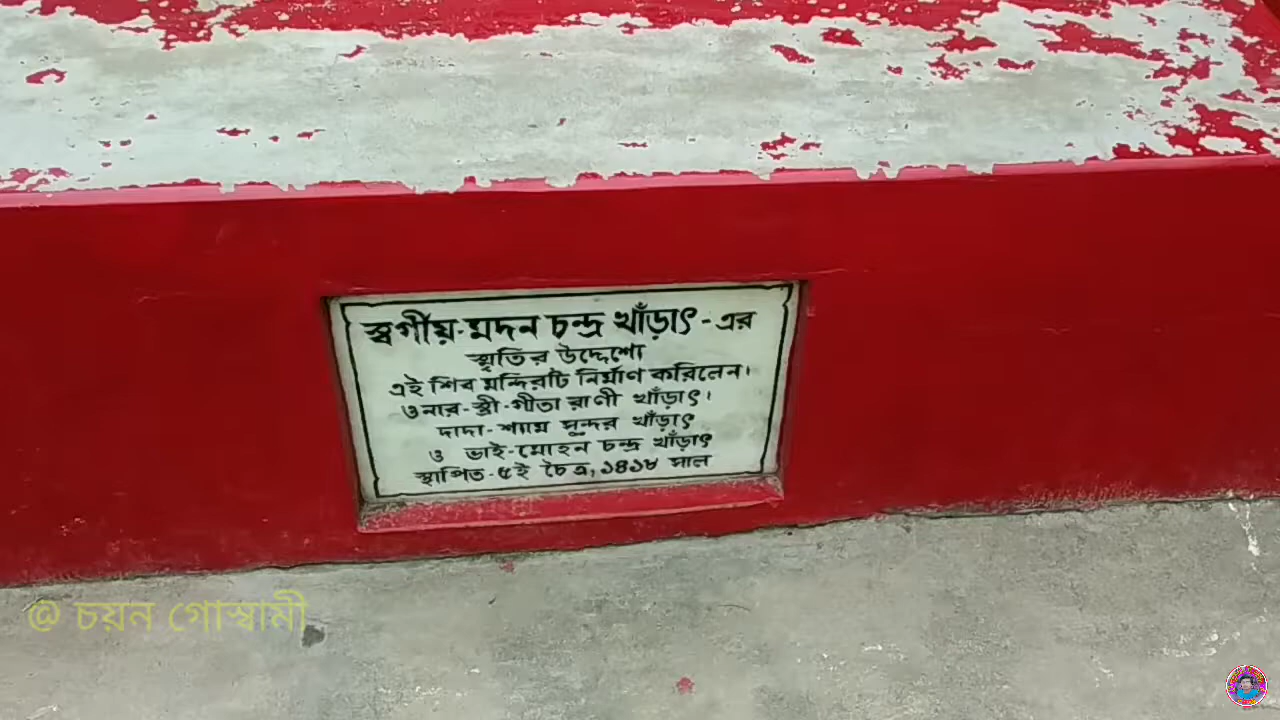 স্বর্গীয়-মদন চন্দ্র খাঁড়াৎ-এর
স্মৃতির উদ্দেশ্যে
এই শিব মন্দিরটি নির্মাণ করিলেন।
ওনার-স্ত্রী-গীতা রাণী খাঁড়াৎ।
দাদা-শ্যাম সুন্দর খাঁড়াৎ
ও ভাই-মোহন চন্দ্র খাঁড়াৎ
স্থাপিত-৫ই চৈত্র, ১৪১৮ সাল
@ চয়ন গোস্বামী